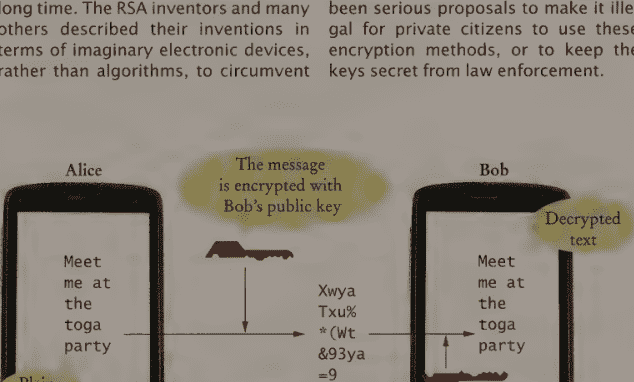 long time. The RSA inventors and many
others described their inventions in
terms of imaginary electronic devices,
rather than algorithms, to circumvent
been serious proposals to make it ille-
gal for private citizens to use these
encryption methods, or to keep the
keys secret from law enforcement.
Alice
The message
is encrypted with
Bob's public key
Bob
Decrypted
text
Meet
me at
the
toga
party
Xwya
Txu%
*(Wt
&93ya
=9
Meet
me at
the
toga
party